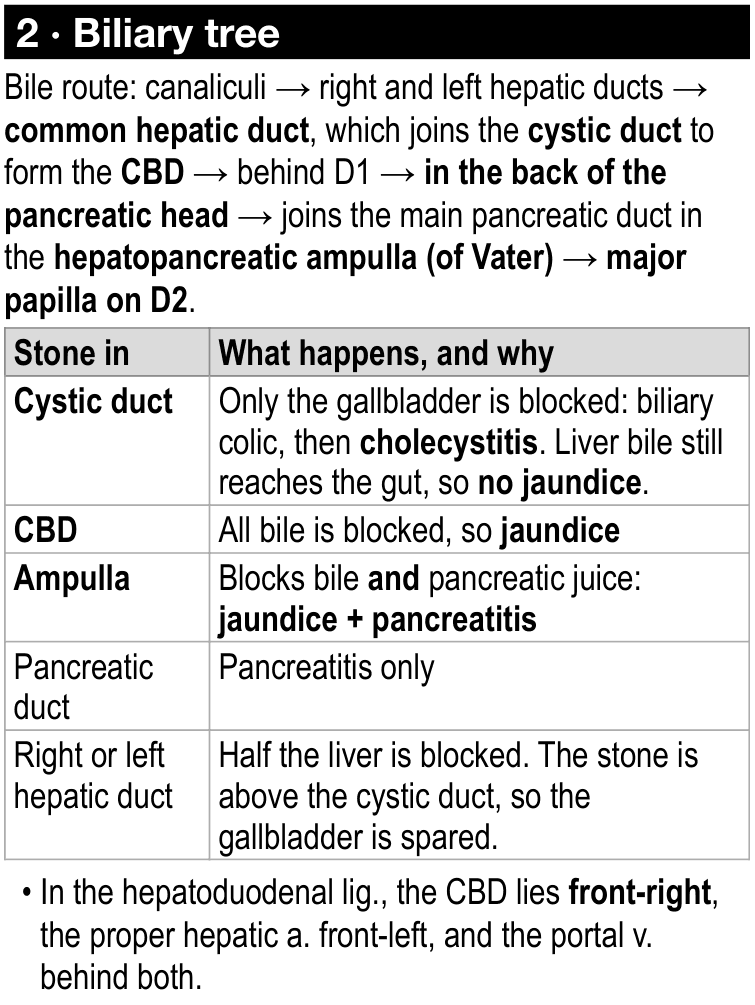 2 · Biliary tree
Bile route: canaliculi → right and left hepatic ducts →
common hepatic duct, which joins the cystic duct to
form the CBD → behind D1 → in the back of the
pancreatic head → joins the main pancreatic duct in
the hepatopancreatic ampulla (of Vater) → major
papilla on D2.
Stone in What happens, and why
Cystic duct Only the gallbladder is blocked: biliary
colic, then cholecystitis. Liver bile still
reaches the gut, so no jaundice.
CBD All bile is blocked, so jaundice
Ampulla Blocks bile and pancreatic juice:
jaundice + pancreatitis
Pancreatic Pancreatitis only
duct
Right or left Half the liver is blocked. The stone is
hepatic duct above the cystic duct, so the
gallbladder is spared.
• In the hepatoduodenal lig., the CBD lies front-right,
the proper hepatic a. front-left, and the portal v.
behind both.